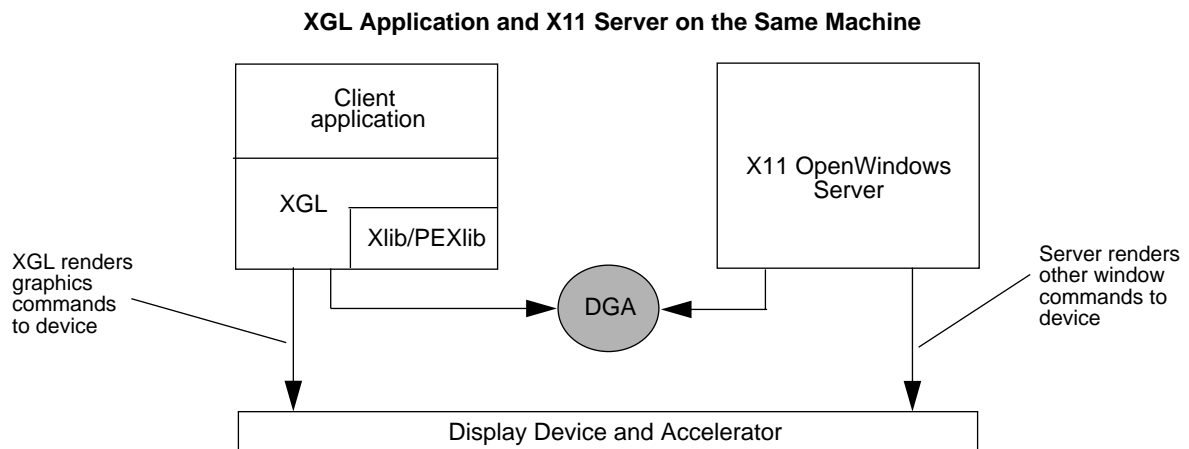 XGL Application and X11 Server on the Same Machine
Client
application
XGL
Xlib/PEXlib
X11 OpenWindows
Server
XGL renders
graphics
commands
to device
DGA
Server renders
other window
commands to
device
Display Device and Accelerator